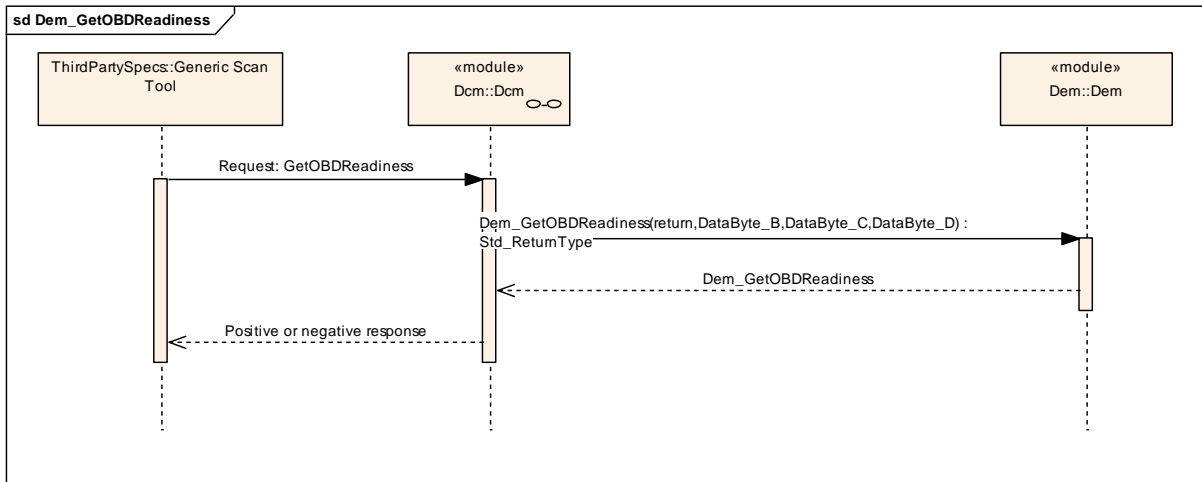 sd Dem_GetOBDReadiness
ThirdPartySpecs::Generic Scan
Tool
«module»
Dcm::Dcm
«module»
Dem::Dem
Request: GetOBDReadiness
Dem_GetOBDReadiness(return,DataByte_B,DataByte_C,DataByte_D) :
Std_ReturnType
Dem_GetOBDReadiness
Positive or negative response